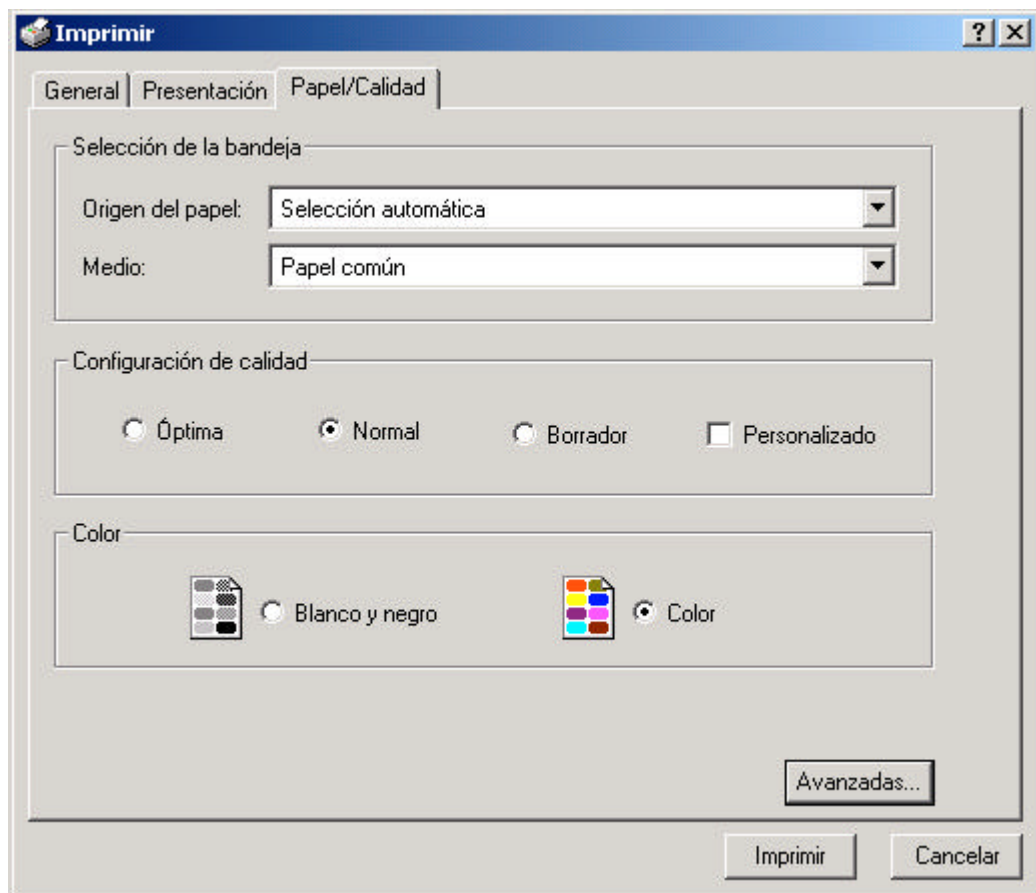 Imprimir
General Presentación Papel/Calidad
Selección de la bandeja
Origen del papel: Selección automática
Medio: Papel común
Configuración de calidad
Óptima Normal Borrador Personalizado
Color
Blanco y negro Color
Avanzadas...
Imprimir Cancelar